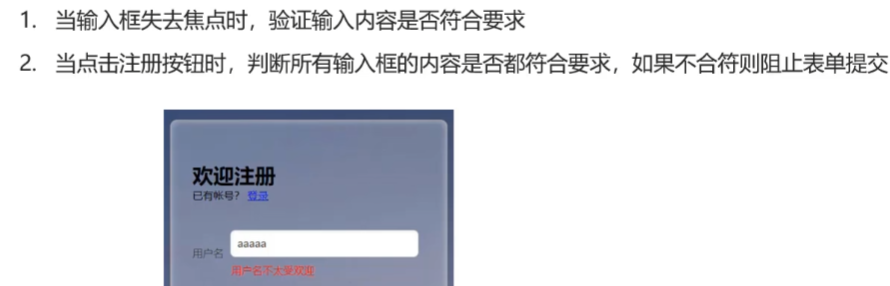 1. 当输入框失去焦点时，验证输入内容是否符合要求
2. 当点击注册按钮时，判断所有输入框的内容是否都符合要求，如果不合符则阻止表单提交
欢迎注册
已有帐号？ 登录
用户名 aaaaa
用户名不太受欢迎